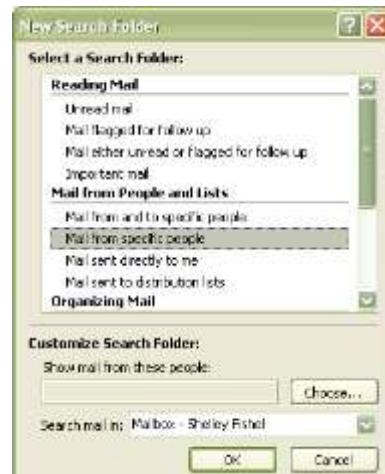 New Search Folder
Select a Search Folder:
Reading Mail
Unread mail
Mail flagged for follow up
Mail either unread or flagged for follow up
Important mail
Mail from People and Lists
Mail from and to specific people
Mail from specific people
Mail sent directly to me
Mail sent to distribution lists
Organizing Mail
Customize Search Folder:
Show mail from these people:
Choose...
Search mail in: Mailbox - Shelley Fishel
OK Cancel